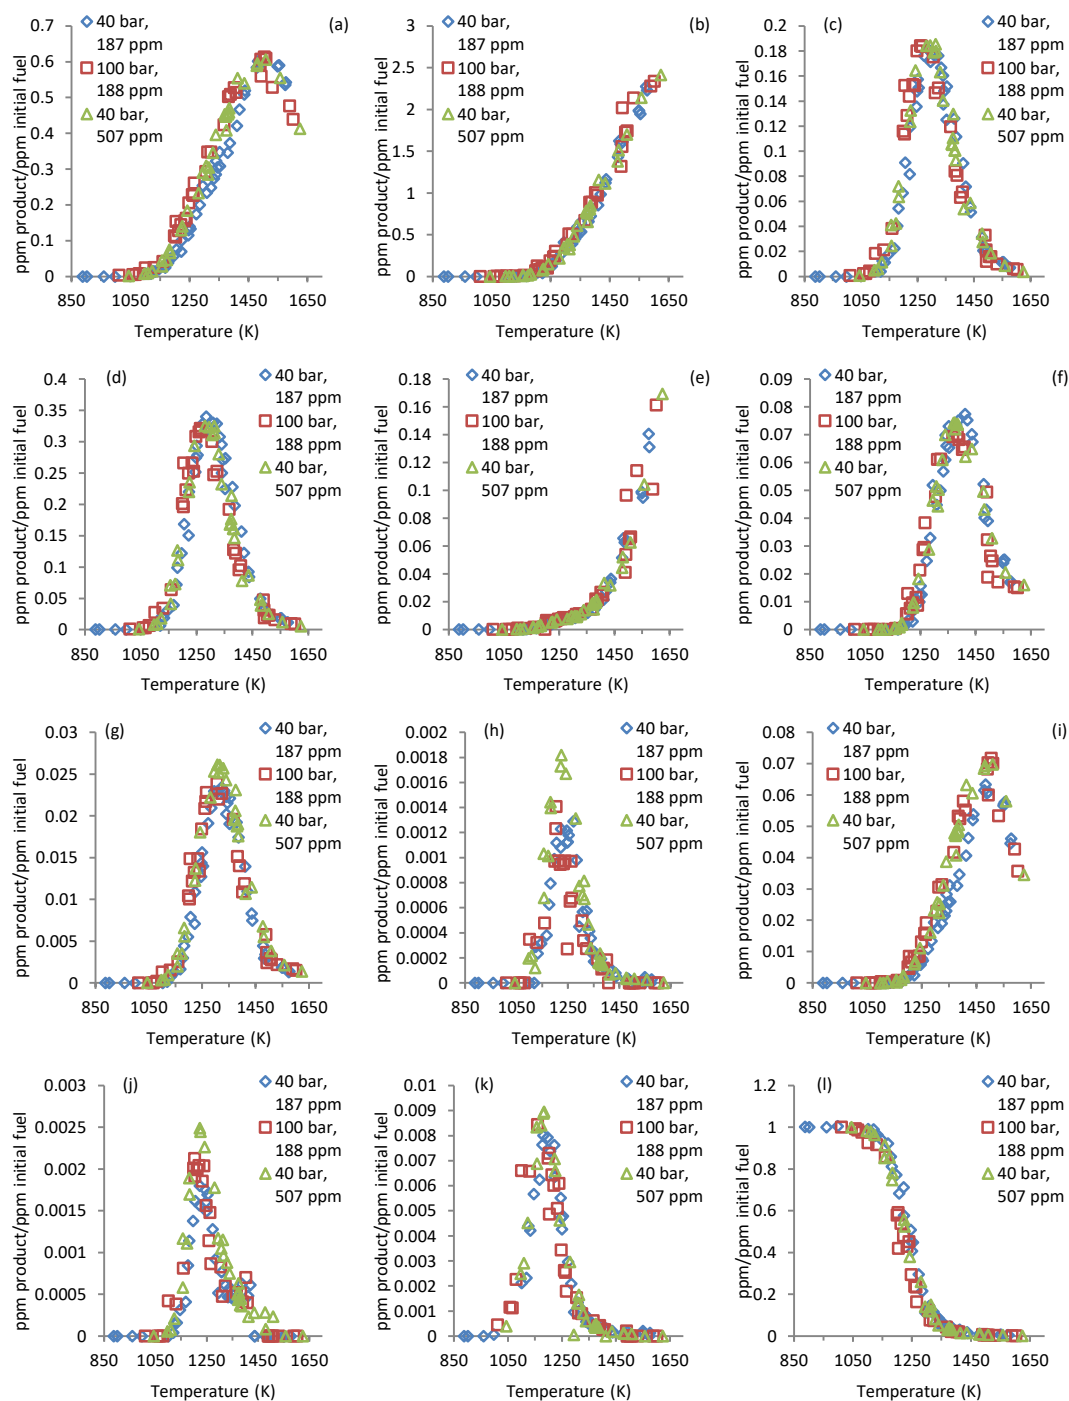 (a)
40 bar,
187 ppm
100 bar,
188 ppm
40 bar,
507 ppm
ppm product/ppm initial fuel
0.7
0.6
0.5
0.4
0.3
0.2
0.1
0
850 1050 1250 1450 1650
Temperature (K)
(b)
40 bar,
187 ppm
100 bar,
188 ppm
40 bar,
507 ppm
ppm product/ppm initial fuel
3
2.5
2
1.5
1
0.5
0
850 1050 1250 1450 1650
Temperature (K)
(c)
40 bar,
187 ppm
100 bar,
188 ppm
40 bar,
507 ppm
ppm product/ppm initial fuel
0.2
0.18
0.16
0.14
0.12
0.1
0.08
0.06
0.04
0.02
0
850 1050 1250 1450 1650
Temperature (K)
(d)
40 bar,
187 ppm
100 bar,
188 ppm
40 bar,
507 ppm
ppm product/ppm initial fuel
0.4
0.35
0.3
0.25
0.2
0.15
0.1
0.05
0
850 1050 1250 1450 1650
Temperature (K)
(e)
40 bar,
187 ppm
100 bar,
188 ppm
40 bar,
507 ppm
ppm product/ppm initial fuel
0.18
0.16
0.14
0.12
0.1
0.08
0.06
0.04
0.02
0
850 1050 1250 1450 1650
Temperature (K)
(f)
40 bar,
187 ppm
100 bar,
188 ppm
40 bar,
507 ppm
ppm product/ppm initial fuel
0.09
0.08
0.07
0.06
0.05
0.04
0.03
0.02
0.01
0
850 1050 1250 1450 1650
Temperature (K)
(g)
40 bar,
187 ppm
100 bar,
188 ppm
40 bar,
507 ppm
ppm product/ppm initial fuel
0.03
0.025
0.02
0.015
0.01
0.005
0
850 1050 1250 1450 1650
Temperature (K)
(h)
40 bar,
187 ppm
100 bar,
188 ppm
40 bar,
507 ppm
ppm product/ppm initial fuel
0.002
0.0018
0.0016
0.0014
0.0012
0.001
0.0008
0.0006
0.0004
0.0002
0
850 1050 1250 1450 1650
Temperature (K)
(i)
40 bar,
187 ppm
100 bar,
188 ppm
40 bar,
507 ppm
ppm product/ppm initial fuel
0.08
0.07
0.06
0.05
0.04
0.03
0.02
0.01
0
850 1050 1250 1450 1650
Temperature (K)
(j)
40 bar,
187 ppm
100 bar,
188 ppm
40 bar,
507 ppm
ppm product/ppm initial fuel
0.003
0.0025
0.002
0.0015
0.001
0.0005
0
850 1050 1250 1450 1650
Temperature (K)
(k)
40 bar,
187 ppm
100 bar,
188 ppm
40 bar,
507 ppm
ppm product/ppm initial fuel
0.01
0.009
0.008
0.007
0.006
0.005
0.004
0.003
0.002
0.001
0
850 1050 1250 1450 1650
Temperature (K)
(l)
40 bar,
187 ppm
100 bar,
188 ppm
40 bar,
507 ppm
ppm/ppm initial fuel
1.2
1
0.8
0.6
0.4
0.2
0
850 1050 1250 1450 1650
Temperature (K)